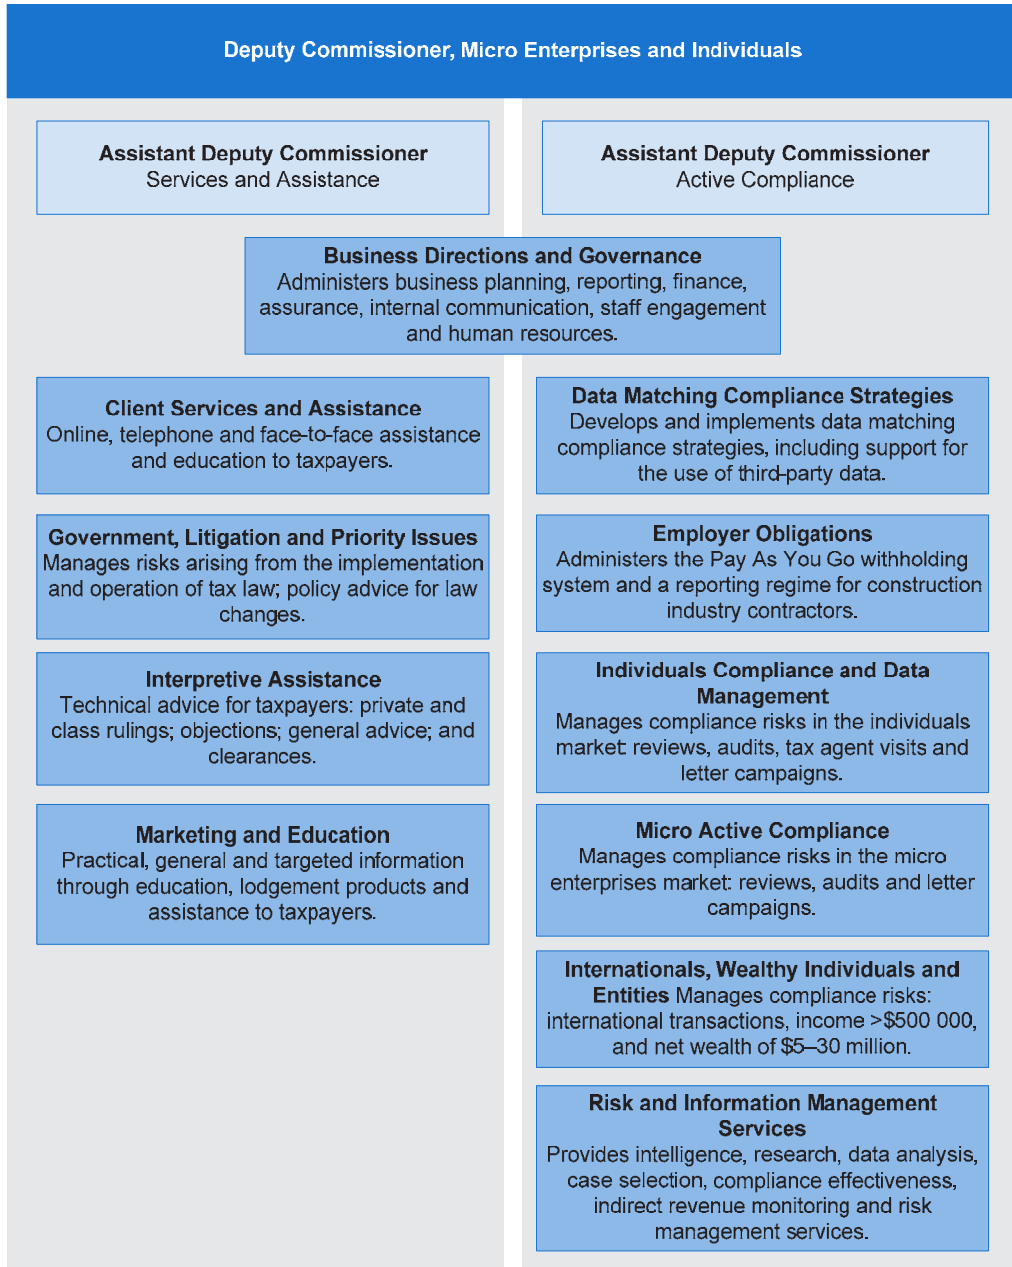 Deputy Commissioner, Micro Enterprises and Individuals
Assistant Deputy Commissioner
Services and Assistance
Assistant Deputy Commissioner
Active Compliance
Business Directions and Governance
Administers business planning, reporting, finance,
assurance, internal communication, staff engagement
and human resources.
Client Services and Assistance
Online, telephone and face-to-face assistance
and education to taxpayers.
Government, Litigation and Priority Issues
Manages risks arising from the implementation
and operation of tax law; policy advice for law
changes.
Interpretive Assistance
Technical advice for taxpayers: private and
class rulings; objections; general advice; and
clearances.
Marketing and Education
Practical, general and targeted information
through education, lodgement products and
assistance to taxpayers.
Data Matching Compliance Strategies
Develops and implements data matching
compliance strategies, including support for
the use of third-party data.
Employer Obligations
Administers the Pay As You Go withholding
system and a reporting regime for construction
industry contractors.
Individuals Compliance and Data
Management
Manages compliance risks in the individuals
market: reviews, audits, tax agent visits and
letter campaigns.
Micro Active Compliance
Manages compliance risks in the micro
enterprises market: reviews, audits and letter
campaigns.
Internationals, Wealthy Individuals and
Entities Manages compliance risks:
international transactions, income >$500 000,
and net wealth of $5–30 million.
Risk and Information Management
Services
Provides intelligence, research, data analysis,
case selection, compliance effectiveness,
indirect revenue monitoring and risk
management services.